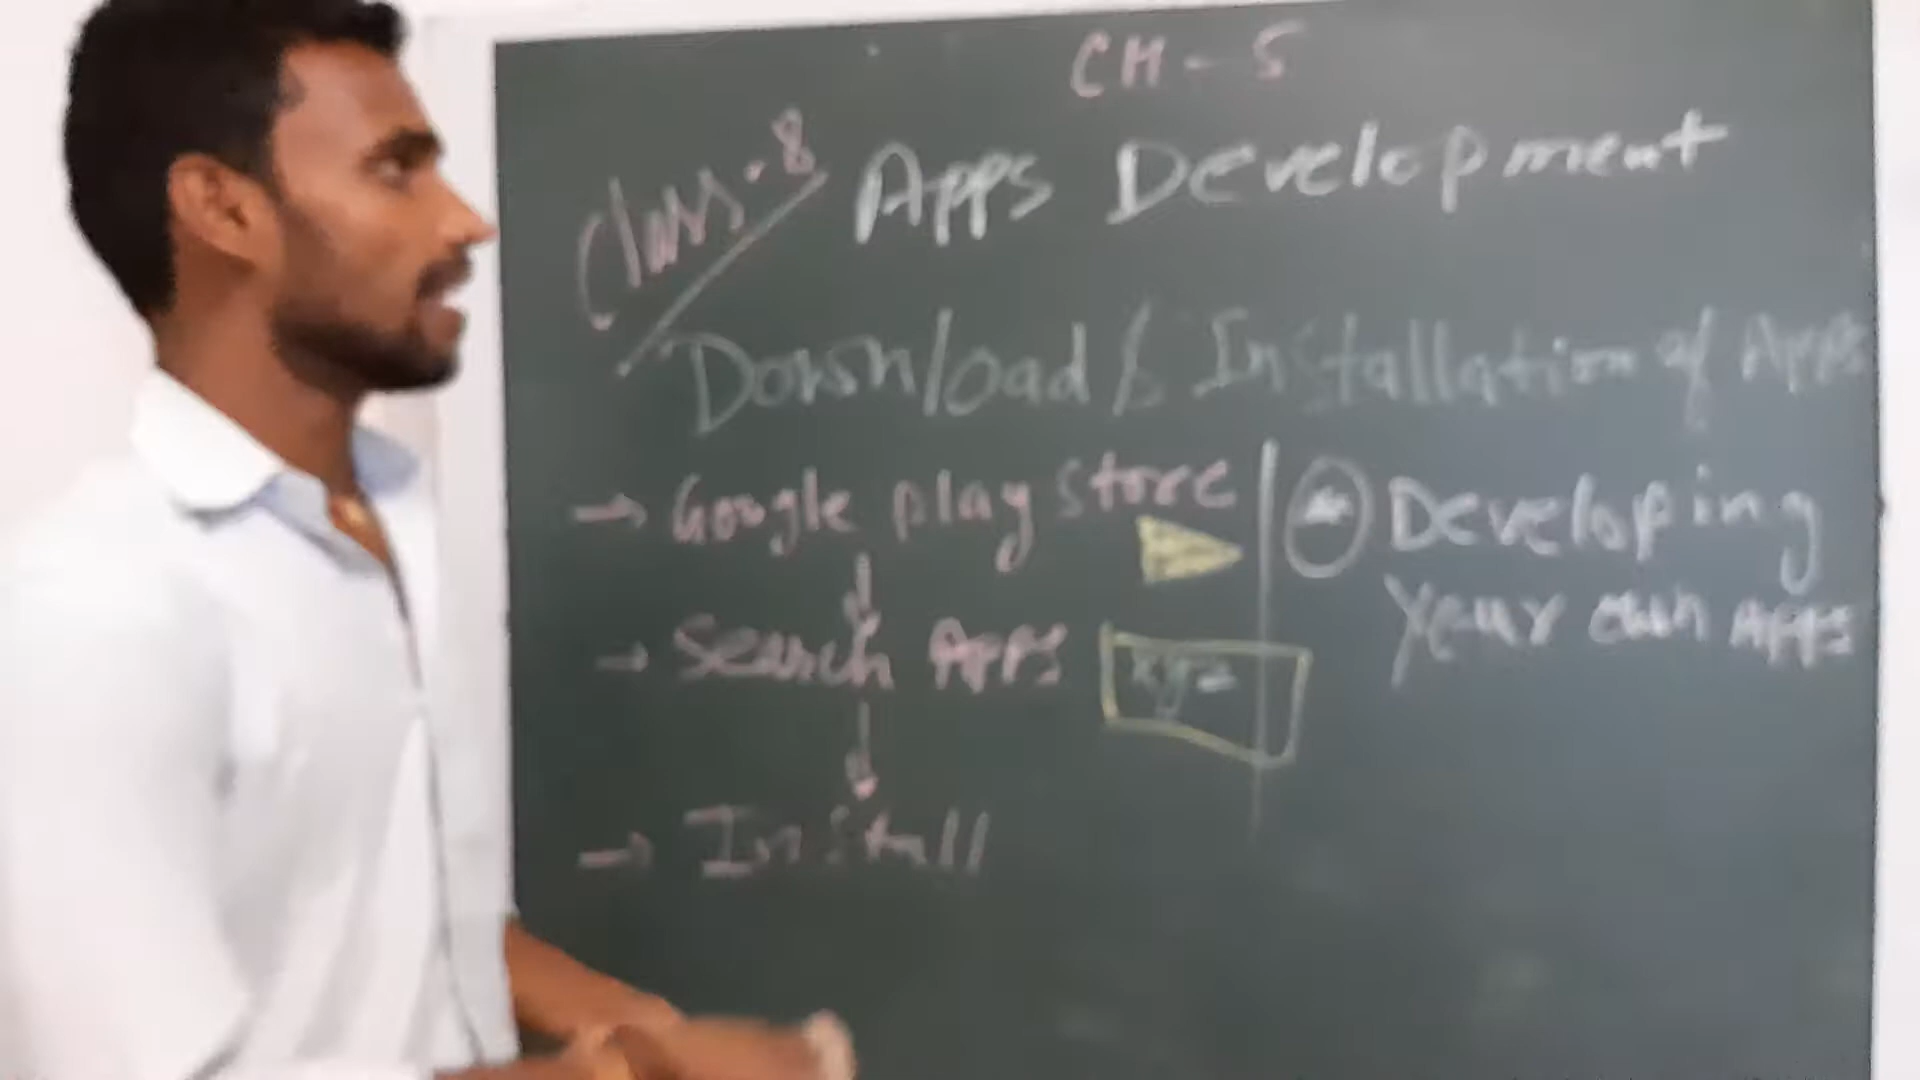 CH - 5
Class - 8
Apps Development
Download & Installation of Apps
→ Google play store
→ Search Apps
xyz
→ Install
* Developing
Your own Apps